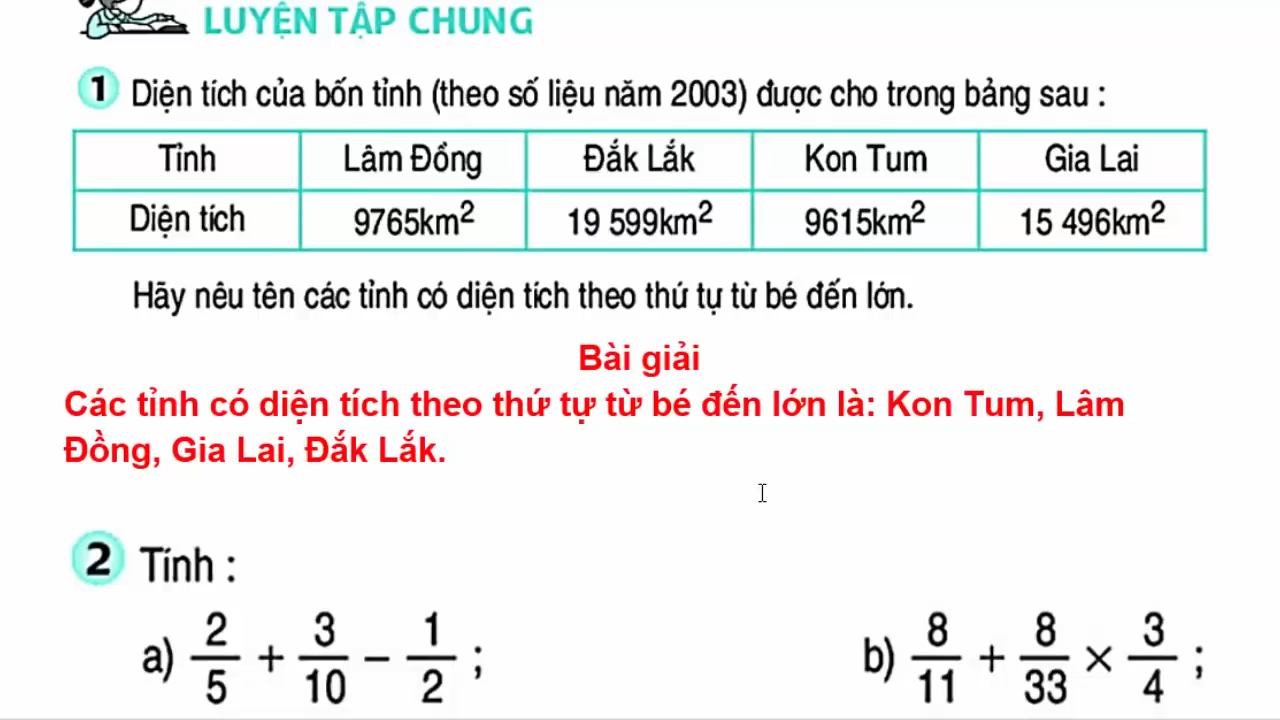 LUYỆN TẬP CHUNG
1 Diện tích của bốn tỉnh (theo số liệu năm 2003) được cho trong bảng sau :
Tỉnh Lâm Đồng Đắk Lắk Kon Tum Gia Lai
Diện tích 9765km² 19 599km² 9615km² 15 496km²
Hãy nêu tên các tỉnh có diện tích theo thứ tự từ bé đến lớn.
Bài giải
Các tỉnh có diện tích theo thứ tự từ bé đến lớn là: Kon Tum, Lâm
Đồng, Gia Lai, Đắk Lắk.
2 Tính :
a) 2/5 + 3/10 − 1/2 ; b) 8/11 + 8/33 × 3/4 ;